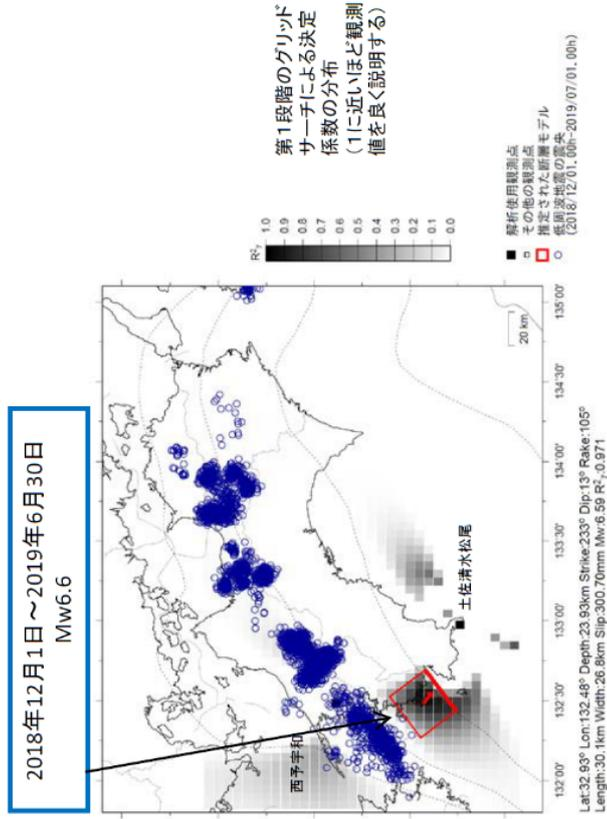 2018年12月1日～2019年6月30日
Mw6.6
第1段階のグリッド
サーチによる決定
係数の分布
(1に近いほど観測
値を良く説明する)
R²₇
1.0
0.9
0.8
0.7
0.6
0.5
0.4
0.3
0.2
0.1
0.0
解析使用観測点
その他の観測点
推定された断層モデル
低周波地震の震央
(2018/12/01.00h-2019/07/01.00h)
西予宇和
土佐清水松尾
20 km
132°00'
132°30'
133°00'
133°30'
134°00'
134°30'
135°00'
Lat:32.93° Lon:132.48° Depth:23.93km Strike:233° Dip:13° Rake:105°
Length:30.1km Width:26.8km Slip:300.70mm Mw6.59 R²₇:0.971